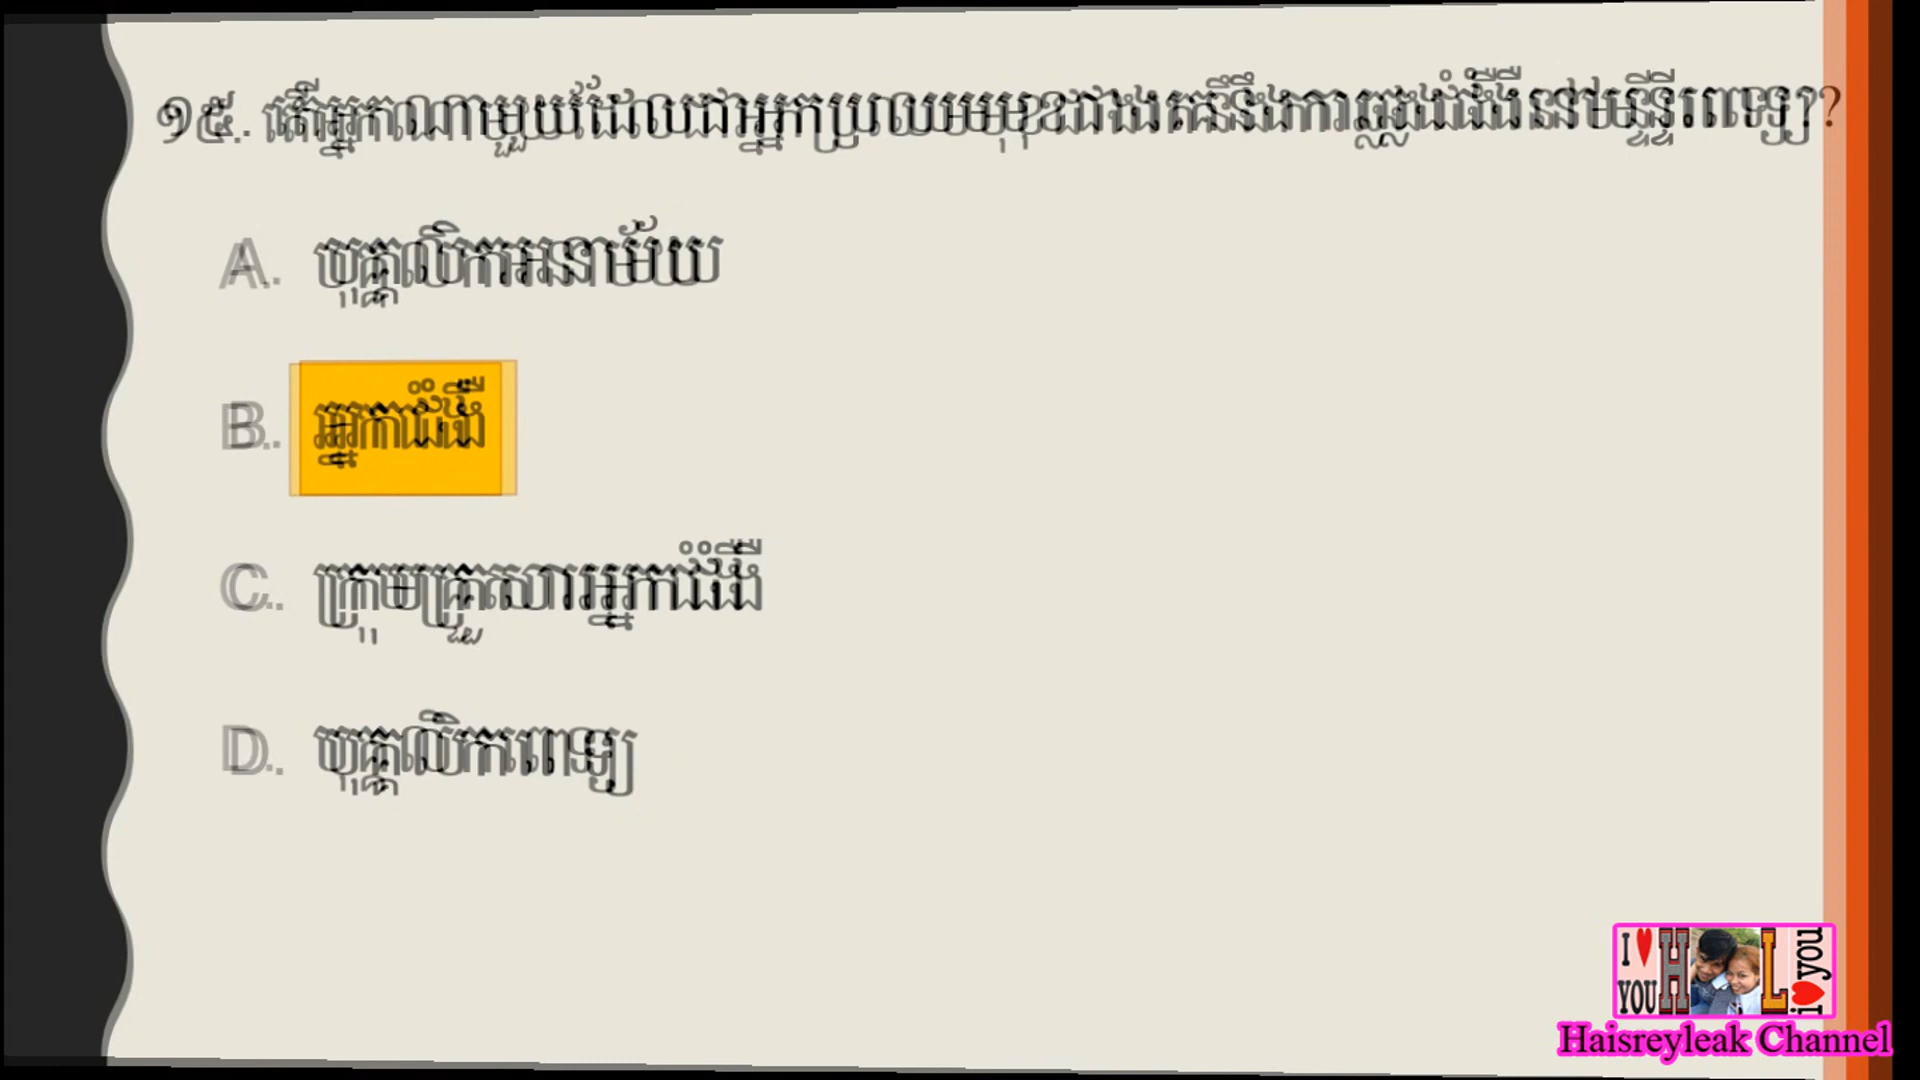 ១៥. តើអ្នកណាមួយដែលជាអ្នកប្រឈមមុខជាងគេនឹងការឆ្លងជំងឺនៅមន្ទីរពេទ្យ?
A. បុគ្គលិកអនាម័យ
B. អ្នកជំងឺ
C. ក្រុមគ្រួសារអ្នកជំងឺ
D. បុគ្គលិកពេទ្យ
I ♥ YOU H L i ♥ you
Haisreyleak Channel